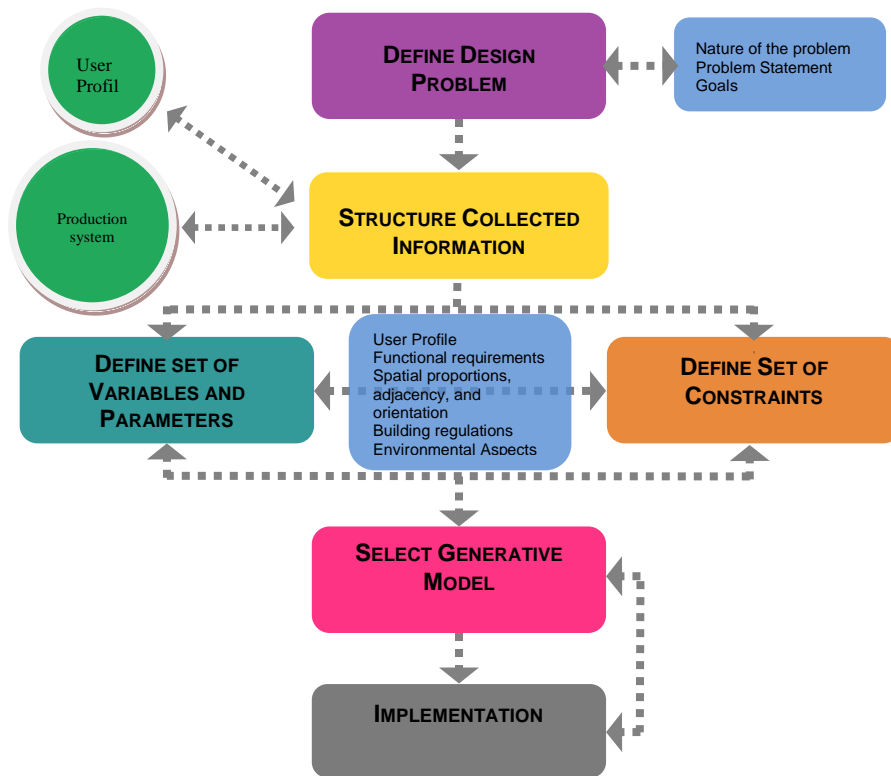 User
Profil
DEFINE DESIGN
PROBLEM
Nature of the problem
Problem Statement
Goals
Production
system
STRUCTURE COLLECTED
INFORMATION
DEFINE SET OF
VARIABLES AND
PARAMETERS
User Profile
Functional requirements
Spatial proportions,
adjacency, and
orientation
Building regulations
Environmental Aspects
DEFINE SET OF
CONSTRAINTS
SELECT GENERATIVE
MODEL
IMPLEMENTATION